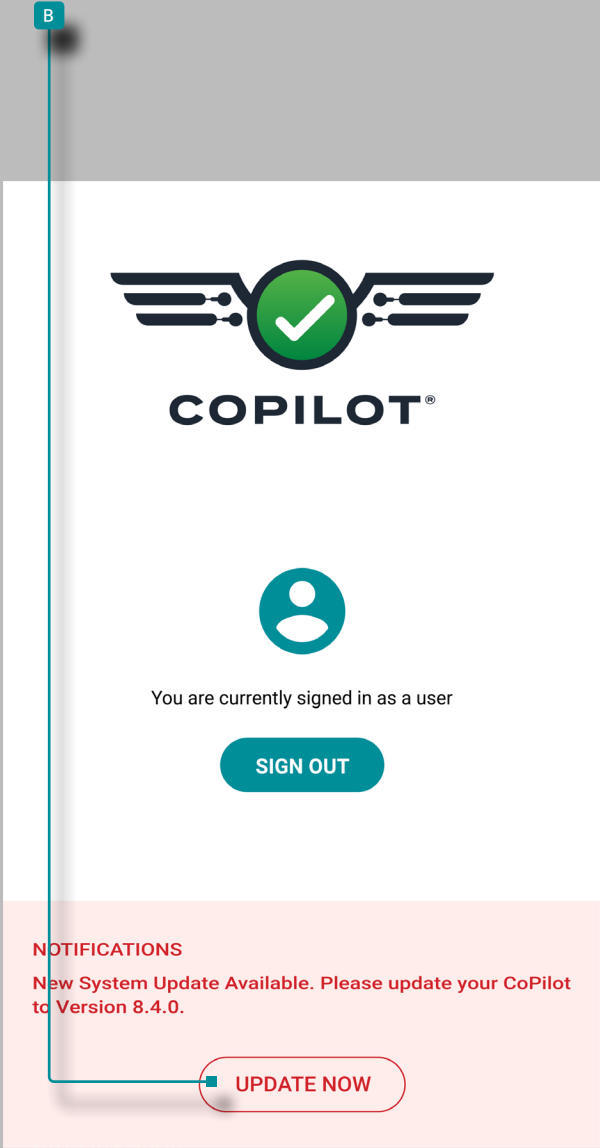 B
COPILOT®
You are currently signed in as a user
SIGN OUT
NOTIFICATIONS
New System Update Available. Please update your CoPilot
to Version 8.4.0.
UPDATE NOW